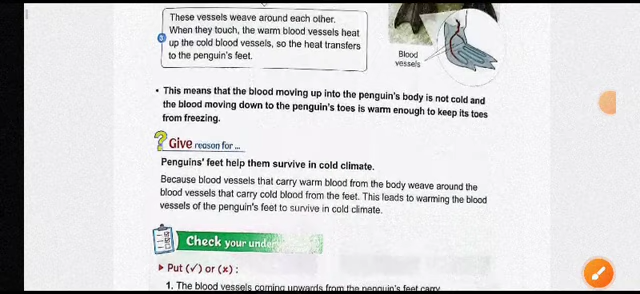 These vessels weave around each other.
When they touch, the warm blood vessels heat
up the cold blood vessels, so the heat transfers
to the penguin's feet.
Blood
vessels
• This means that the blood moving up into the penguin's body is not cold and
the blood moving down to the penguin's toes is warm enough to keep its toes
from freezing.
? Give reason for ...
Penguins' feet help them survive in cold climate.
Because blood vessels that carry warm blood from the body weave around the
blood vessels that carry cold blood from the feet. This leads to warming the blood
vessels of the penguin's feet to survive in cold climate.
Check your under
▶ Put (✓) or (x) :
1. The blood vessels coming upwards from the penguin's feet carry